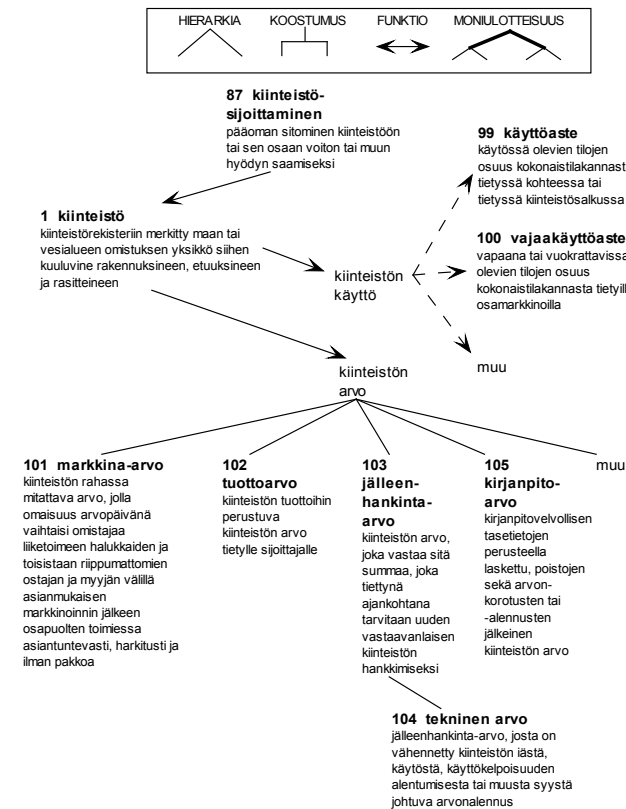 HIERARKIA KOOSTUMUS FUNKTIO MONIULOTTEISUUS
87 kiinteistö-
sijoittaminen
pääoman sitominen kiinteistöön
tai sen osaan voiton tai muun
hyödyn saamiseksi
99 käyttöaste
käytössä olevien tilojen
osuus kokonaistilakannasta
tietyssä kohteessa tai
tietyssä kiinteistösalkussa
1 kiinteistö
kiinteistörekisteriin merkitty maan tai
vesialueen omistuksen yksikkö siihen
kuuluvine rakennuksineen, etuuksineen
ja rasitteineen
kiinteistön
käyttö
100 vajaakäyttöaste
vapaana tai vuokrattavissa
olevien tilojen osuus
kokonaistilakannasta tietyill
osamarkkinoilla
muu
kiinteistön
arvo
101 markkina-arvo
kiinteistön rahassa
mitattava arvo, jolla
omaisuus arvopäivänä
vaihtaisi omistajaa
liiketoimeen halukkaiden ja
toisistaan riippumattomien
ostajan ja myyjän välillä
asianmukaisen
markkinoinnin jälkeen
osapuolten toimiessa
asiantuntevasti, harkitusti ja
ilman pakkoa
102
tuottoarvo
kiinteistön tuottoihin
perustuva
kiinteistön arvo
tietylle sijoittajalle
103
jälleen-
hankinta-
arvo
kiinteistön arvo,
joka vastaa sitä
summaa, joka
tiettynä
ajankohtana
tarvitaan uuden
vastaavanlaisen
kiinteistön
hankkimiseksi
105
kirjanpito-
arvo
kirjanpitovelvollisen
tasetietojen
perusteella
laskettu, poistojen
sekä arvon-
korotusten tai
-alennusten
jälkeinen
kiinteistön arvo
muu
104 tekninen arvo
jälleenhankinta-arvo, josta on
vähennetty kiinteistön iästä,
käytöstä, käyttökelpoisuuden
alentumisesta tai muusta syystä
johtuva arvonalennus